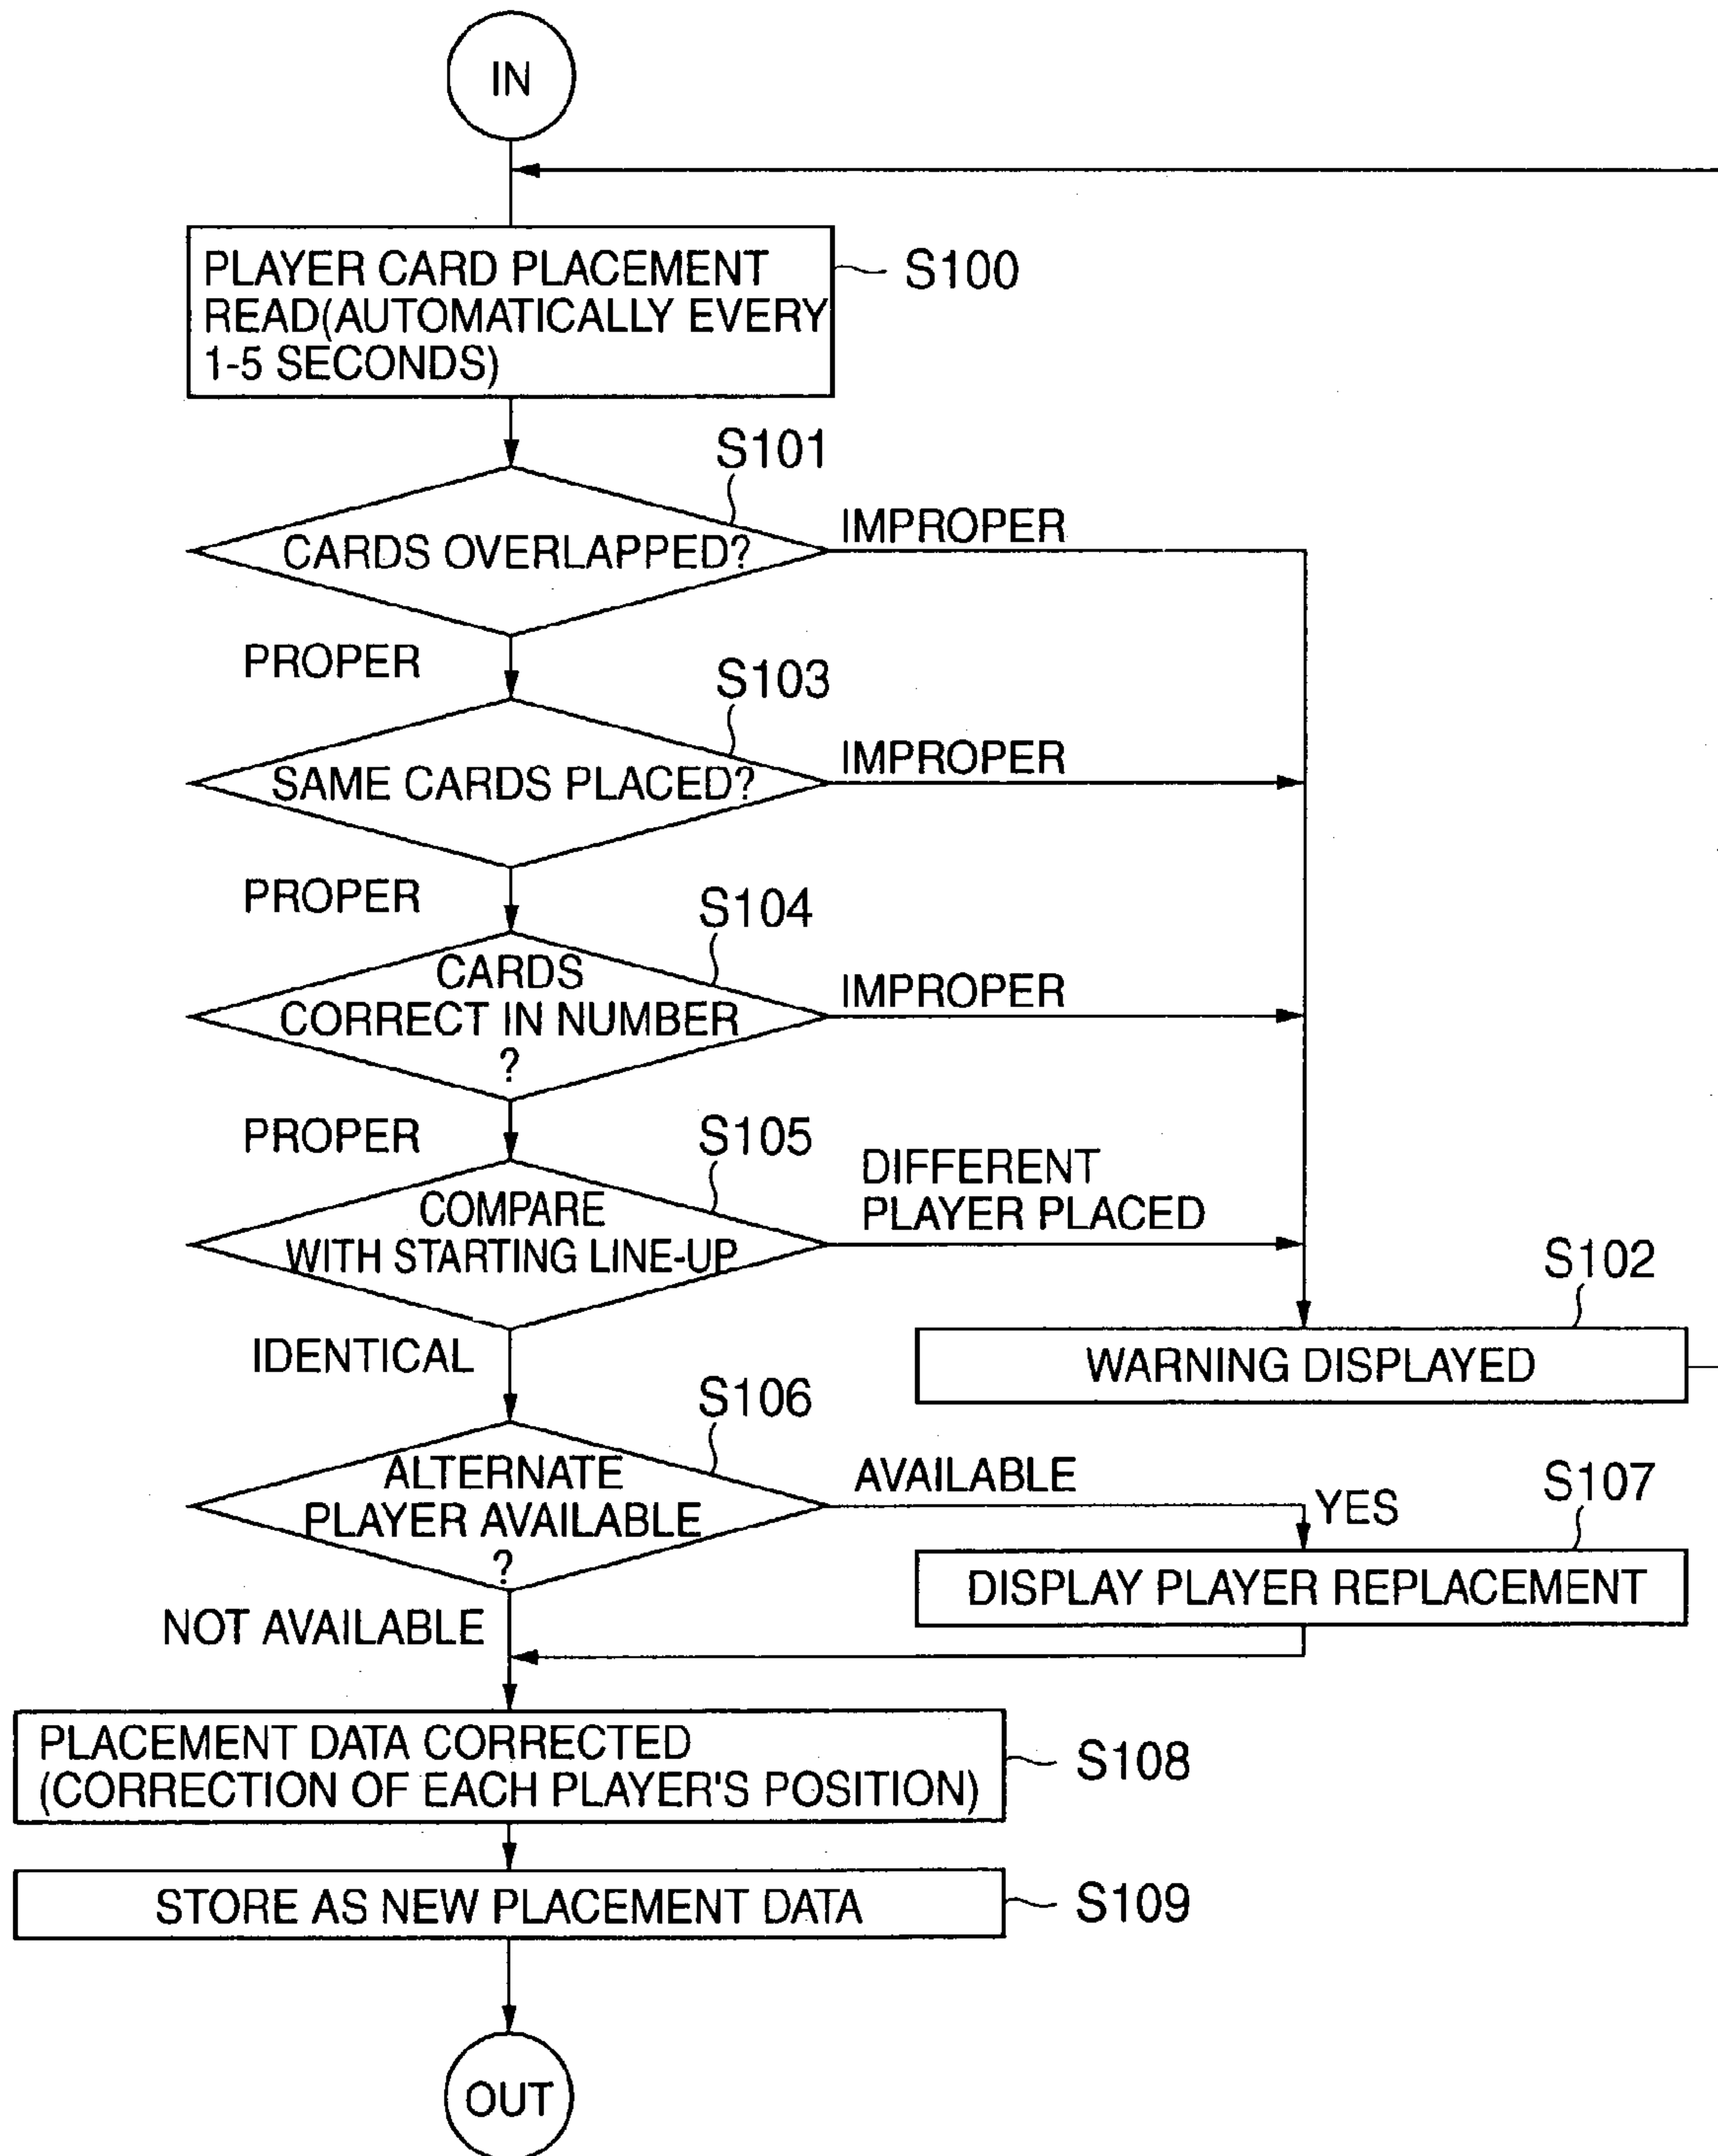 IN
PLAYER CARD PLACEMENT
READ(AUTOMATICALLY EVERY
1-5 SECONDS)
S100
S101
CARDS OVERLAPPED?
IMPROPER
PROPER
S103
SAME CARDS PLACED?
IMPROPER
PROPER
S104
CARDS
CORRECT IN NUMBER
?
IMPROPER
PROPER
S105
COMPARE
WITH STARTING LINE-UP
DIFFERENT
PLAYER PLACED
S102
WARNING DISPLAYED
IDENTICAL
S106
ALTERNATE
PLAYER AVAILABLE
?
AVAILABLE
YES
S107
DISPLAY PLAYER REPLACEMENT
NOT AVAILABLE
PLACEMENT DATA CORRECTED
(CORRECTION OF EACH PLAYER'S POSITION)
S108
STORE AS NEW PLACEMENT DATA
S109
OUT